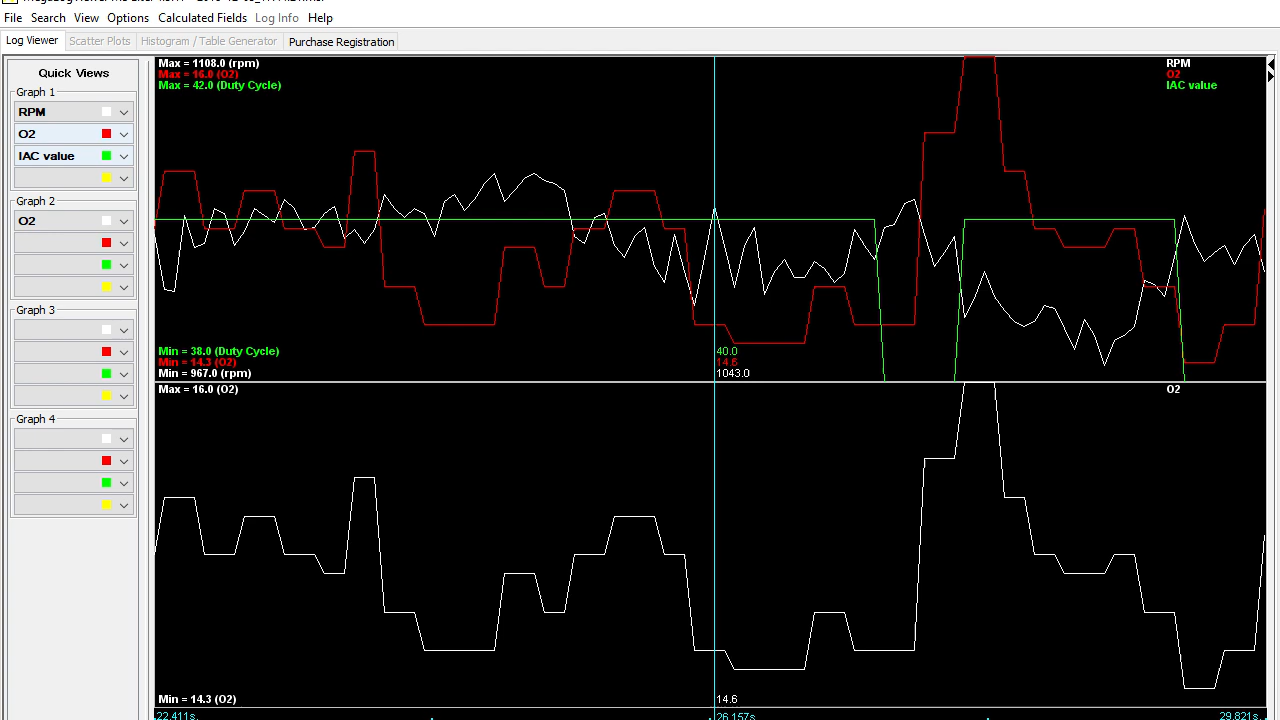 File Search View Options Calculated Fields Log Info Help
Log Viewer Scatter Plots Histogram / Table Generator Purchase Registration
Quick Views
Graph 1
RPM
O2
IAC value
Graph 2
O2
Graph 3
Graph 4
Max = 1108.0 (rpm)
Max = 16.0 (O2)
Max = 42.0 (Duty Cycle)
RPM
O2
IAC value
Min = 38.0 (Duty Cycle)
Min = 14.3 (O2)
Min = 967.0 (rpm)
40.0
14.6
1043.0
Max = 16.0 (O2)
O2
Min = 14.3 (O2)
14.6
22.411s. 26.157s 29.821s.